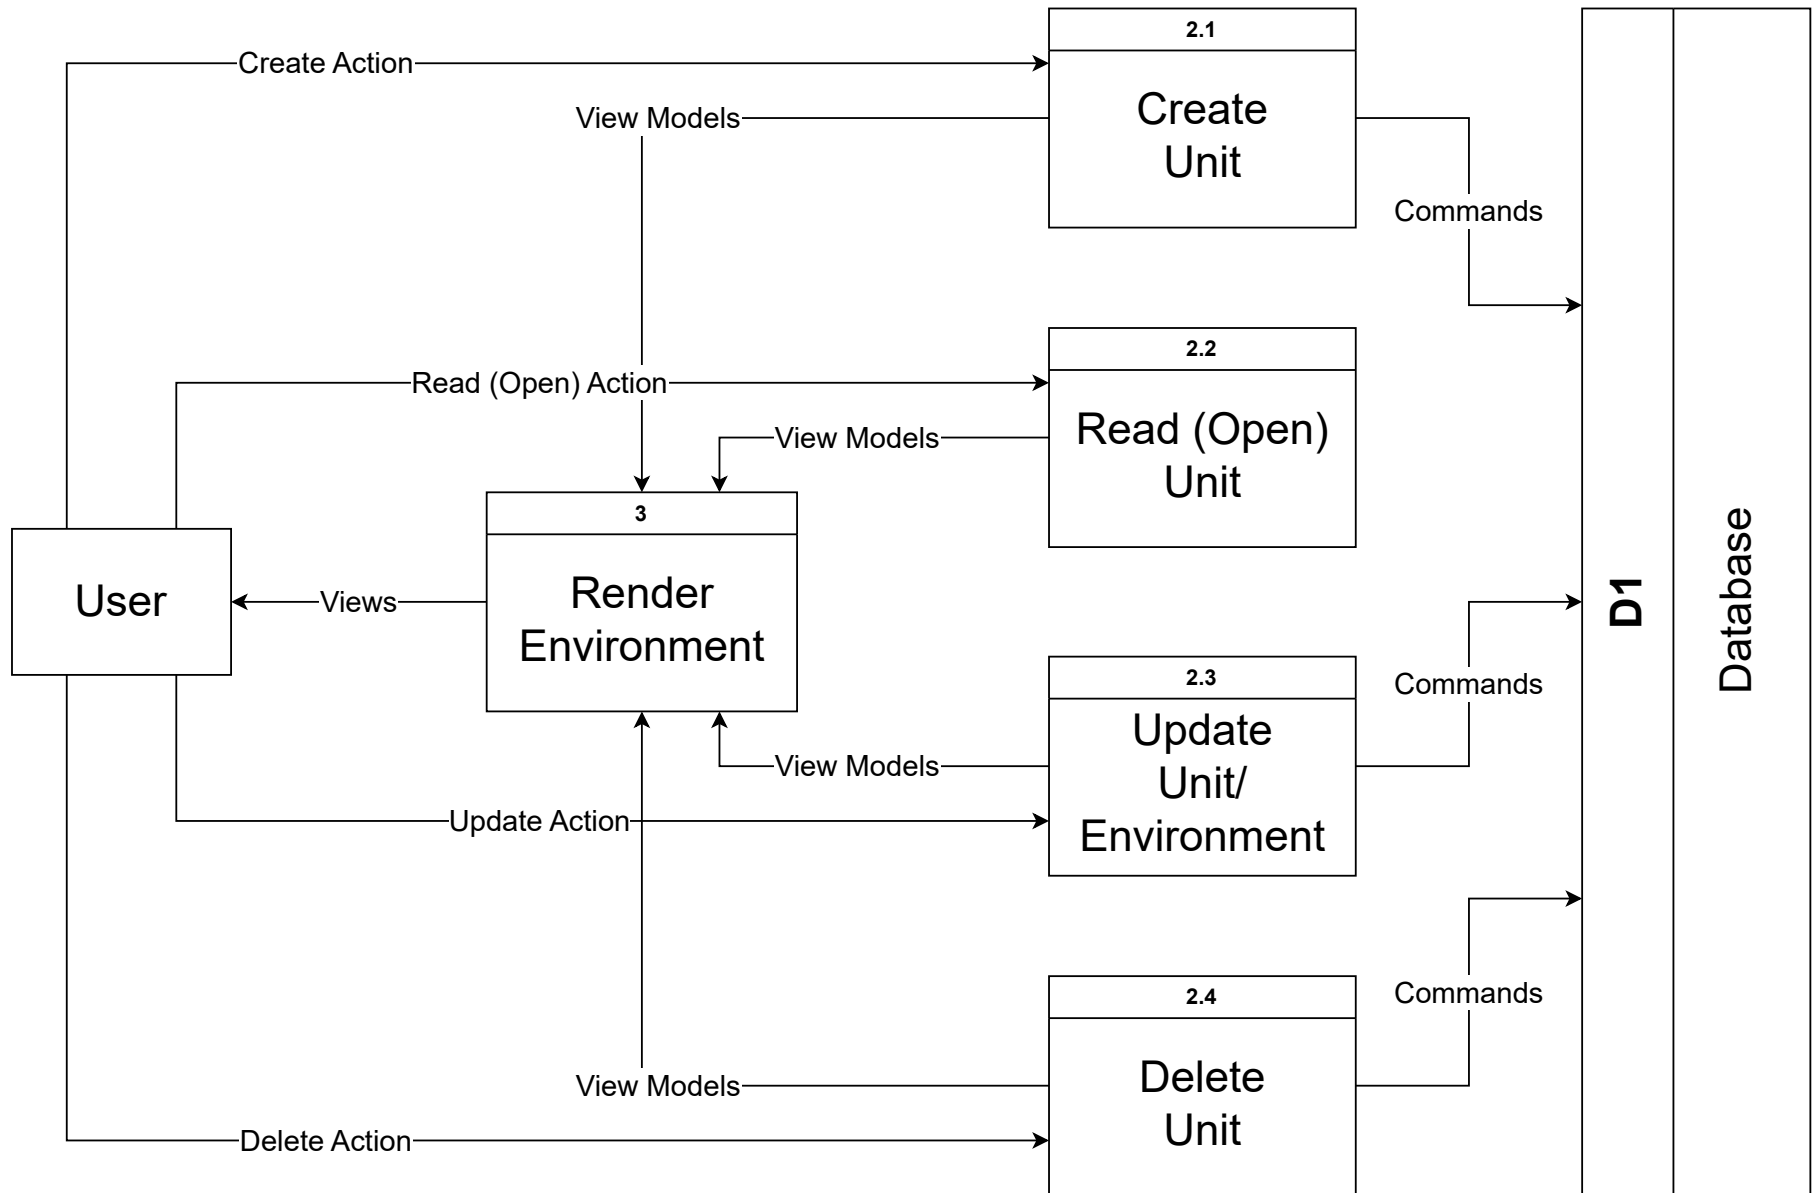 2.1
Create Action
Create
Unit
View Models
Commands
2.2
Read (Open) Action
Read (Open)
Unit
View Models
3
Render
Environment
User
Views
D1
Database
2.3
Update
Unit/
Environment
Commands
View Models
Update Action
2.4
Delete
Unit
Commands
View Models
Delete Action